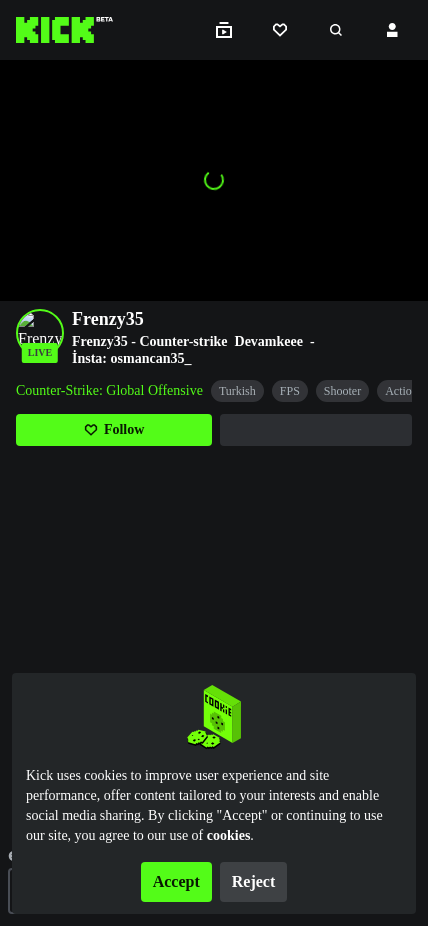 KICK BETA
Frenzy35
Frenzy
LIVE
Frenzy35 - Counter-strike Devamkeee -
İnsta: osmancan35_
Counter-Strike: Global Offensive Turkish FPS Shooter Actio
Follow
COOKIE
Kick uses cookies to improve user experience and site
performance, offer content tailored to your interests and enable
social media sharing. By clicking "Accept" or continuing to use
our site, you agree to our use of cookies.
Accept Reject